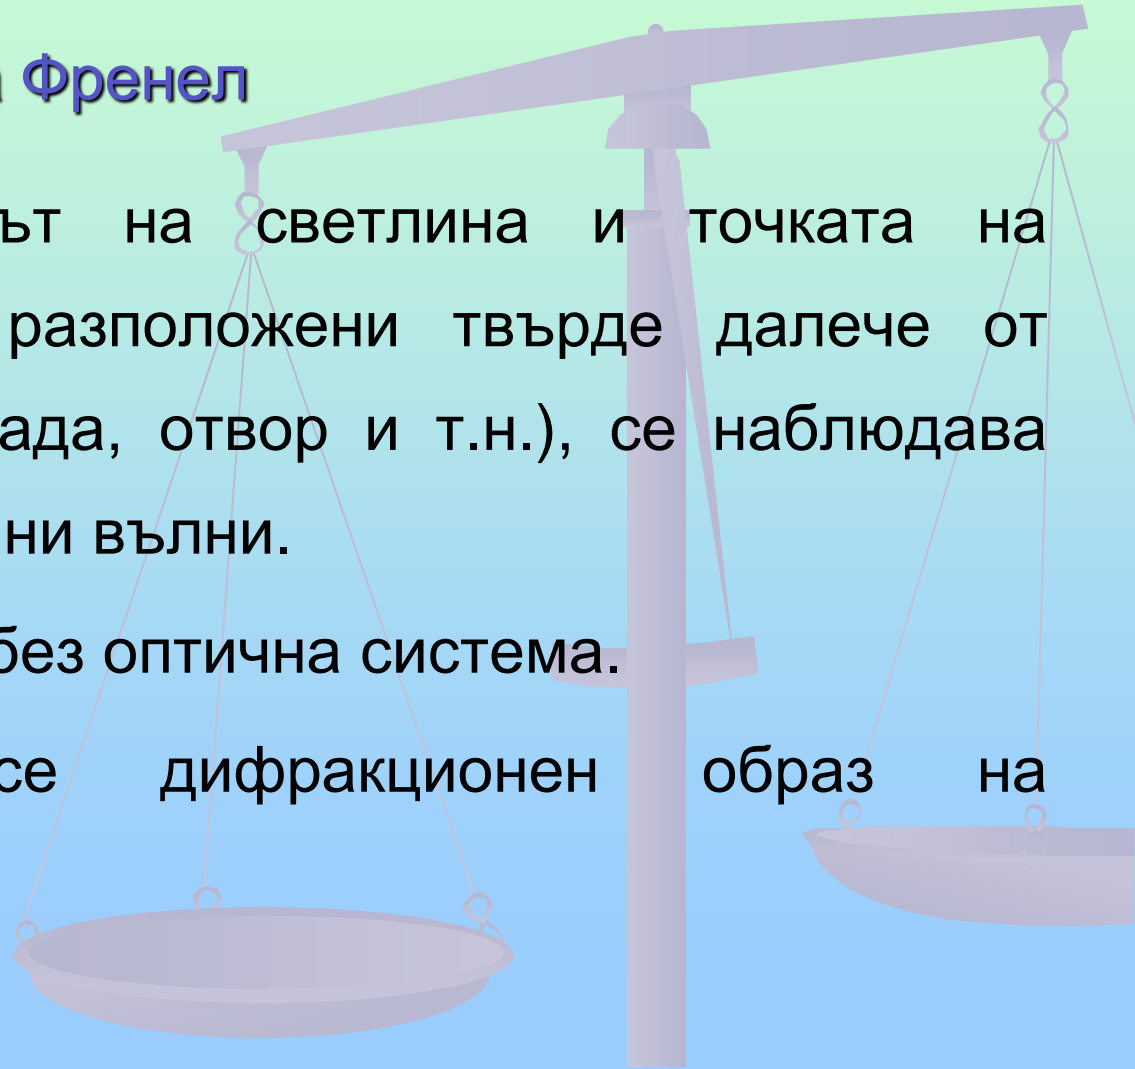 Френел
ът на светлина и точката на
разположени твърде далече от
ада, отвор и т.н.), се наблюдава
ни вълни.
без оптична система.
се дифракционен образ на